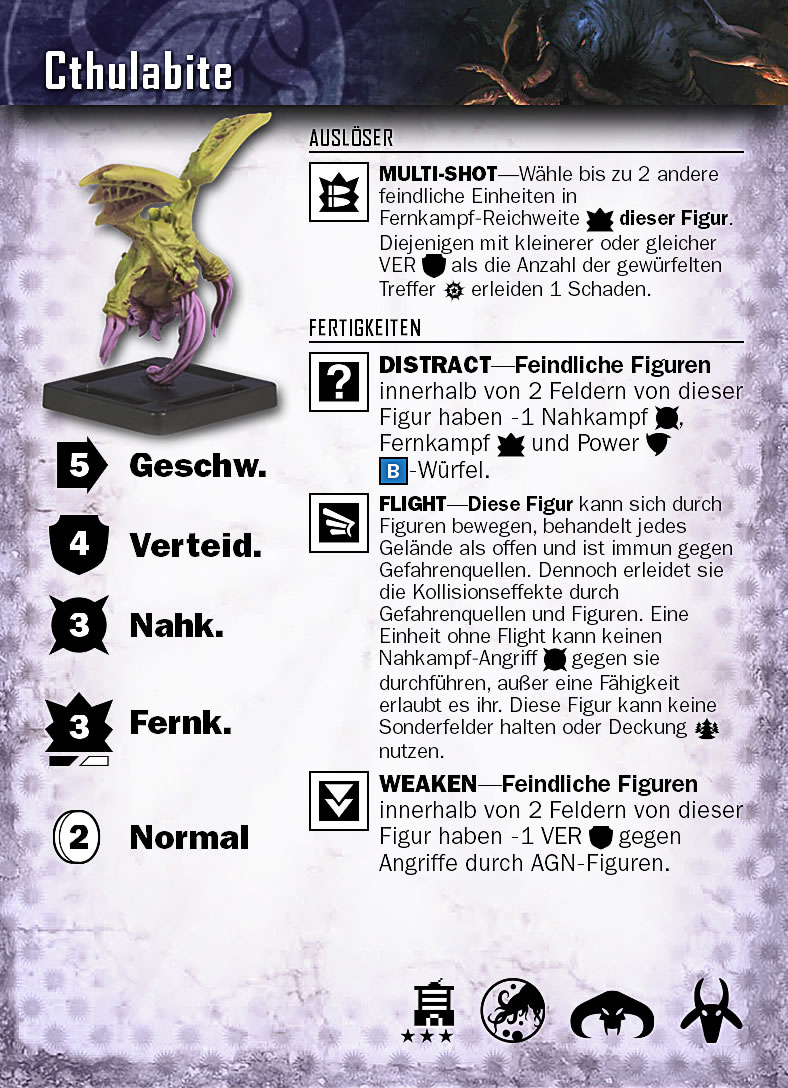 Cthulabite
AUSLÖSER
MULTI-SHOT—Wähle bis zu 2 andere
feindliche Einheiten in
Fernkampf-Reichweite dieser Figur.
Diejenigen mit kleinerer oder gleicher
VER als die Anzahl der gewürfelten
Treffer erleiden 1 Schaden.
FERTIGKEITEN
?
DISTRACT—Feindliche Figuren
innerhalb von 2 Feldern von dieser
Figur haben -1 Nahkampf ,
Fernkampf und Power
B-Würfel.
FLIGHT—Diese Figur kann sich durch
Figuren bewegen, behandelt jedes
Gelände als offen und ist immun gegen
Gefahrenquellen. Dennoch erleidet sie
die Kollisionseffekte durch
Gefahrenquellen und Figuren. Eine
Einheit ohne Flight kann keinen
Nahkampf-Angriff gegen sie
durchführen, außer eine Fähigkeit
erlaubt es ihr. Diese Figur kann keine
Sonderfelder halten oder Deckung
nutzen.
WEAKEN—Feindliche Figuren
innerhalb von 2 Feldern von dieser
Figur haben -1 VER gegen
Angriffe durch AGN-Figuren.
5 Geschw.
4 Verteid.
3 Nahk.
3 Fernk.
2 Normal